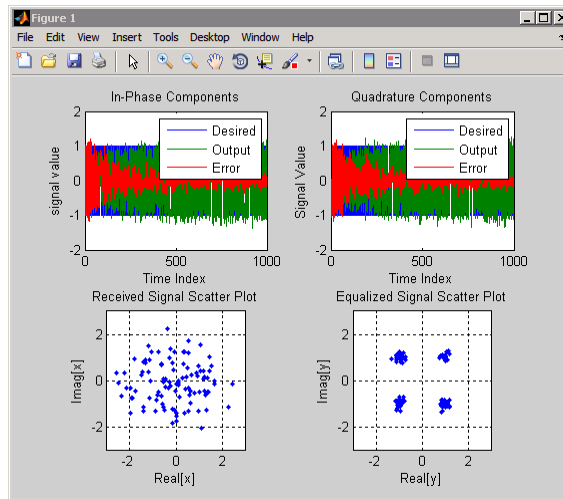 Figure 1
File Edit View Insert Tools Desktop Window Help
In-Phase Components
2
1
0
-1
-2
signal value
Desired
Output
Error
0 500 1000
Time Index
Quadrature Components
2
1
0
-1
-2
Signal Value
Desired
Output
Error
0 500 1000
Time Index
Received Signal Scatter Plot
2
0
-2
Imag[x]
-2 0 2
Real[x]
Equalized Signal Scatter Plot
2
0
-2
Imag[y]
-2 0 2
Real[y]